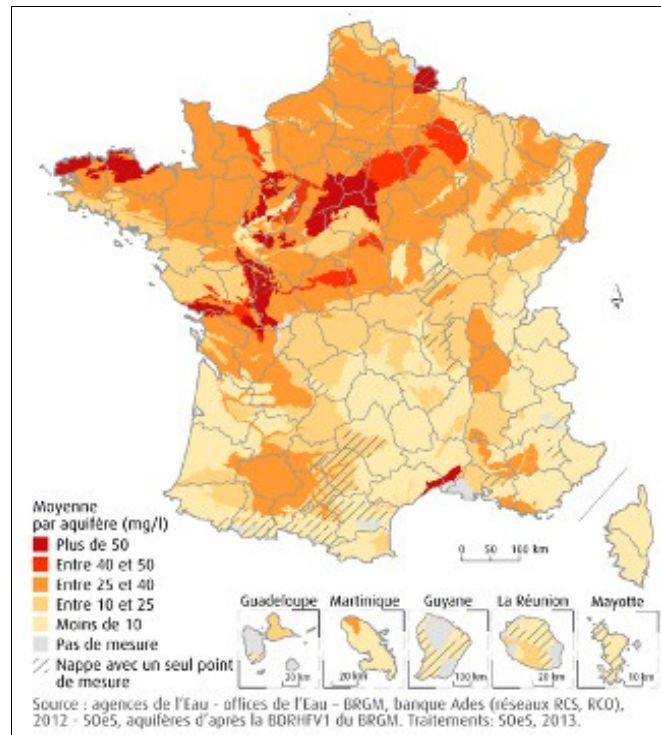 Moyenne
par aquifère (mg/l)
Plus de 50
Entre 40 et 50
Entre 25 et 40
Entre 10 et 25
Moins de 10
Pas de mesure
Nappe avec un seul point
de mesure
0 50 100 km
Guadeloupe
20 km
Martinique
20 km
Guyane
100 km
La Réunion
20 km
Mayotte
10 km
Source : agences de l'Eau - offices de l'Eau – BRGM, banque Ades (réseaux RCS, RCO),
2012 - SOeS, aquifères d'après la BDRHFV1 du BRGM. Traitements: SOeS, 2013.